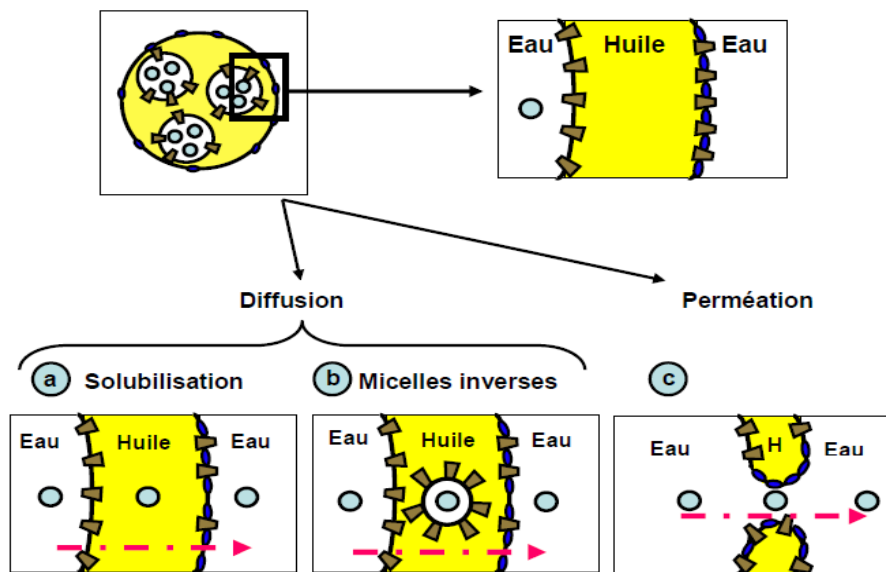 Eau Huile Eau
Diffusion Perméation
a Solubilisation b Micelles inverses c
Eau Huile Eau Eau Huile Eau Eau H Eau